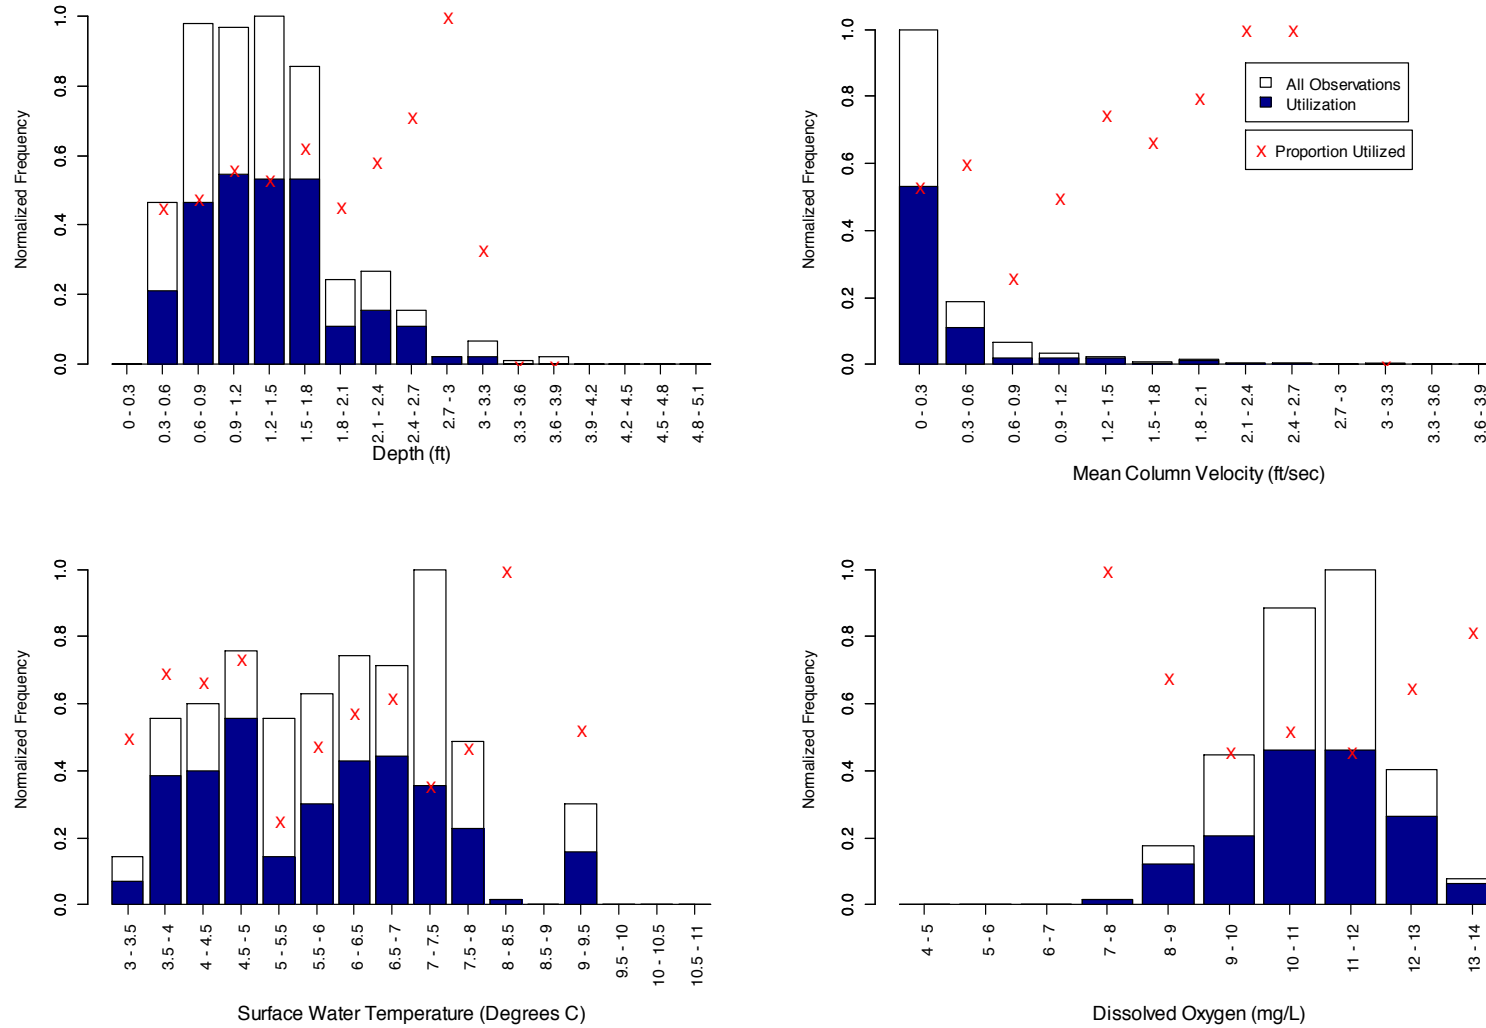 Normalized Frequency
1.0
0.8
0.6
0.4
0.2
0.0
0 - 0.3
0.3 - 0.6
0.6 - 0.9
0.9 - 1.2
1.2 - 1.5
1.5 - 1.8
1.8 - 2.1
2.1 - 2.4
2.4 - 2.7
2.7 - 3
3 - 3.3
3.3 - 3.6
3.6 - 3.9
3.9 - 4.2
4.2 - 4.5
4.5 - 4.8
4.8 - 5.1
Depth (ft)
Normalized Frequency
1.0
0.8
0.6
0.4
0.2
0.0
All Observations
Utilization
X Proportion Utilized
0 - 0.3
0.3 - 0.6
0.6 - 0.9
0.9 - 1.2
1.2 - 1.5
1.5 - 1.8
1.8 - 2.1
2.1 - 2.4
2.4 - 2.7
2.7 - 3
3 - 3.3
3.3 - 3.6
3.6 - 3.9
Mean Column Velocity (ft/sec)
Normalized Frequency
1.0
0.8
0.6
0.4
0.2
0.0
3 - 3.5
3.5 - 4
4 - 4.5
4.5 - 5
5 - 5.5
5.5 - 6
6 - 6.5
6.5 - 7
7 - 7.5
7.5 - 8
8 - 8.5
8.5 - 9
9 - 9.5
9.5 - 10
10 - 10.5
10.5 - 11
Surface Water Temperature (Degrees C)
Normalized Frequency
1.0
0.8
0.6
0.4
0.2
0.0
4 - 5
5 - 6
6 - 7
7 - 8
8 - 9
9 - 10
10 - 11
11 - 12
12 - 13
13 - 14
Dissolved Oxygen (mg/L)